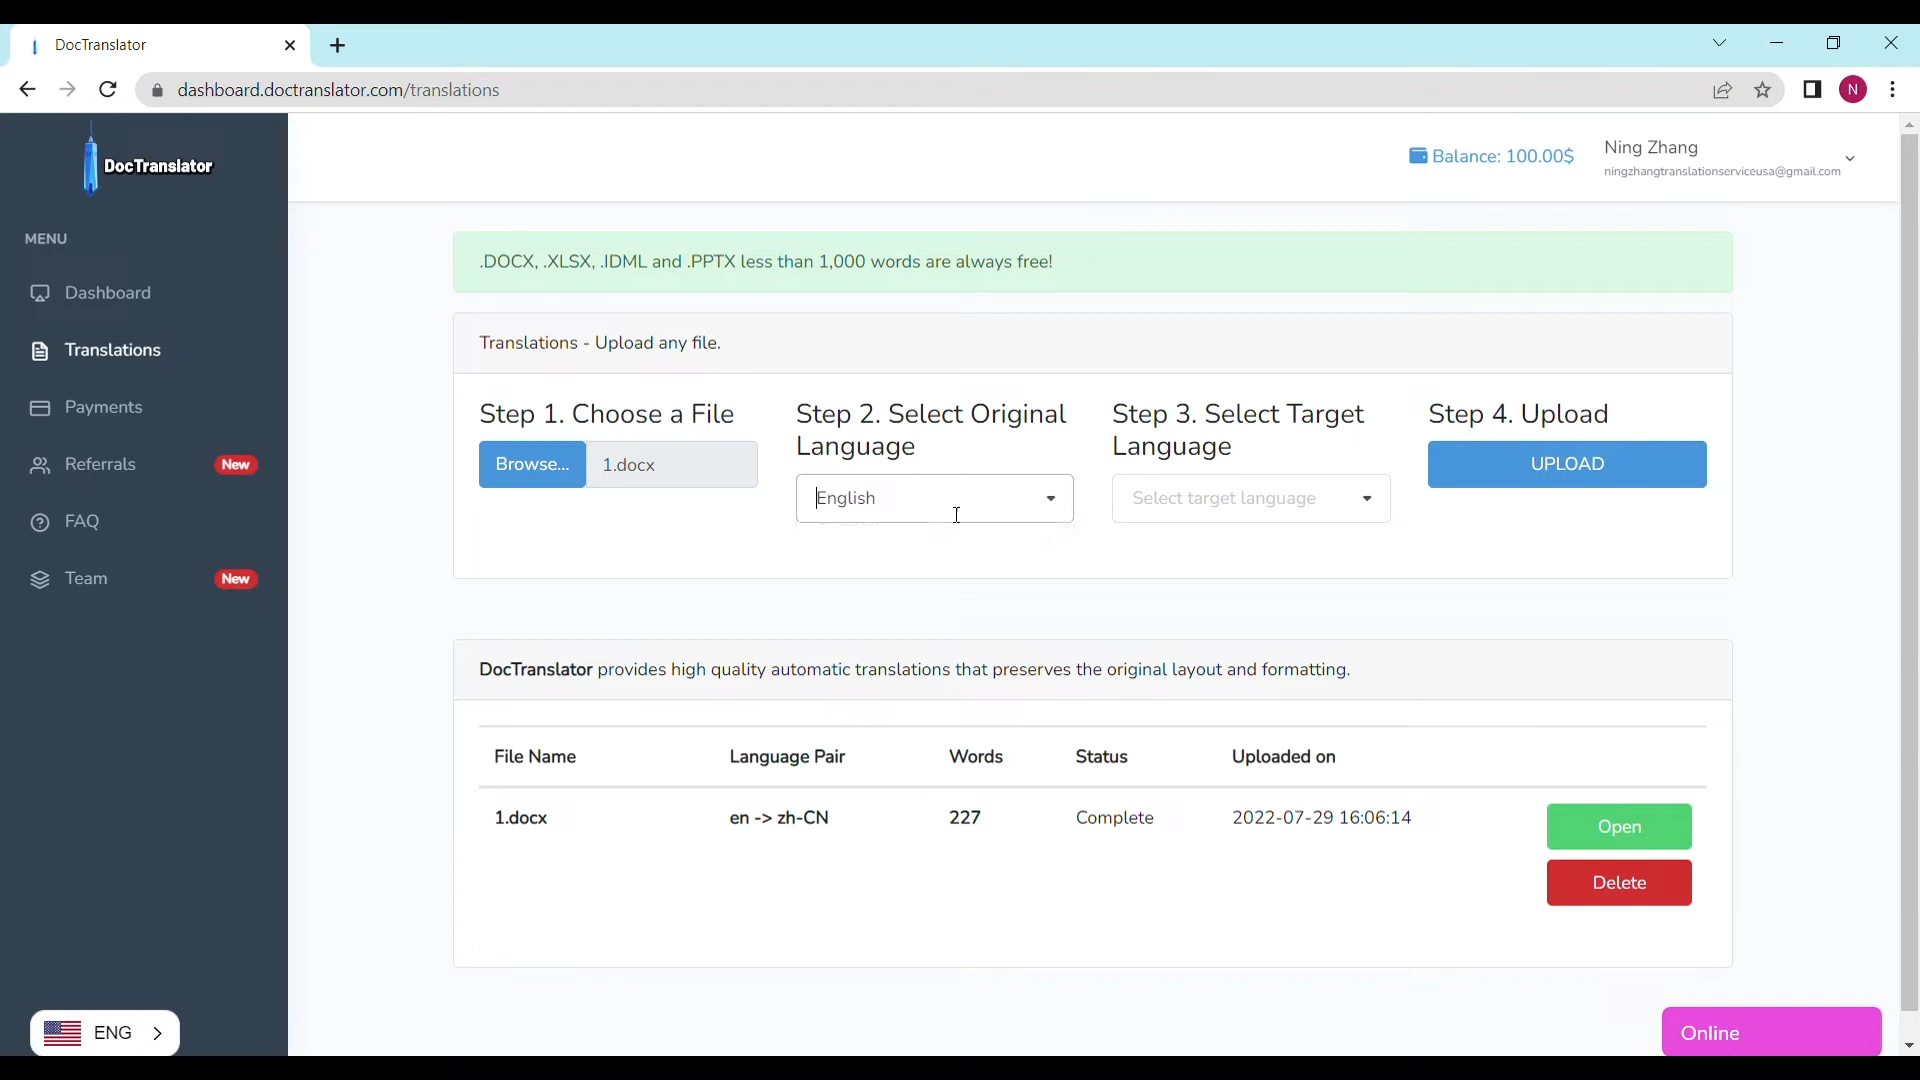 DocTranslator
dashboard.doctranslator.com/translations
N
DocTranslator
Balance: 100.00$
Ning Zhang
ningzhangtranslationserviceusa@gmail.com
MENU
Dashboard
Translations
Payments
Referrals New
FAQ
Team New
.DOCX, .XLSX, .IDML and .PPTX less than 1,000 words are always free!
Translations - Upload any file.
Step 1. Choose a File
Browse... 1.docx
Step 2. Select Original
Language
English
Step 3. Select Target
Language
Select target language
Step 4. Upload
UPLOAD
DocTranslator provides high quality automatic translations that preserves the original layout and formatting.
File Name Language Pair Words Status Uploaded on
1.docx en -> zh-CN 227 Complete 2022-07-29 16:06:14
Open
Delete
ENG
Online